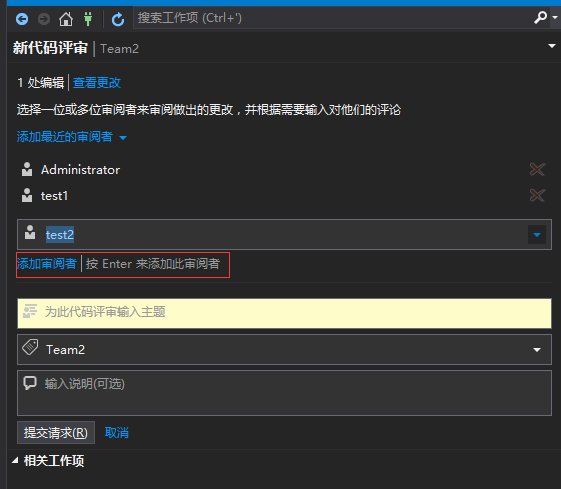 搜索工作项 (Ctrl+')
新代码评审 | Team2
1 处编辑 | 查看更改
选择一位或多位审阅者来审阅做出的更改，并根据需要输入对他们的评论
添加最近的审阅者
Administrator
test1
test2
添加审阅者 | 按 Enter 来添加此审阅者
为此代码评审输入主题
Team2
输入说明(可选)
提交请求(R) 取消
相关工作项